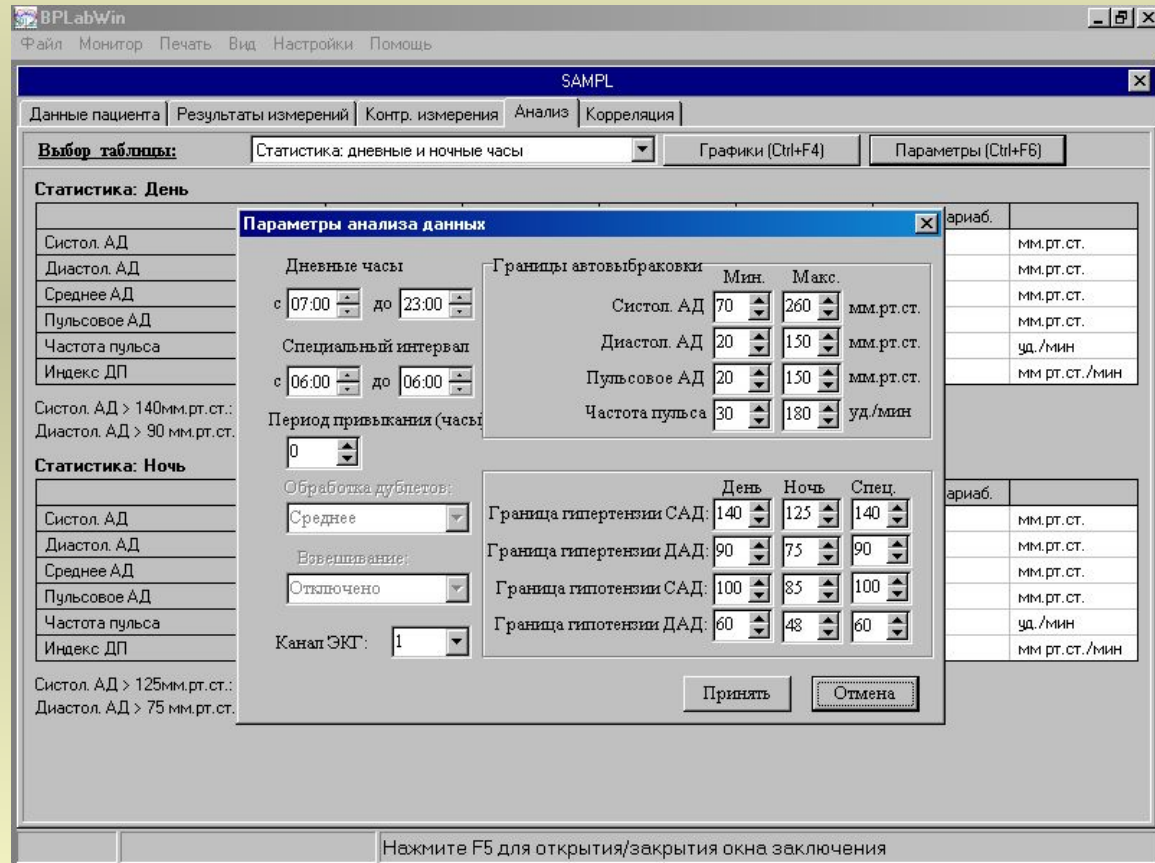 BPLabWin
Файл Монитор Печать Вид Настройки Помощь
SAMPL
Данные пациента Результаты измерений Контр. измерения Анализ Корреляция
Выбор таблицы: Статистика: дневные и ночные часы Графики (Ctrl+F4) Параметры (Ctrl+F6)
Статистика: День
ариаб.
Систол. АД мм.рт.ст.
Диастол. АД мм.рт.ст.
Среднее АД мм.рт.ст.
Пульсовое АД мм.рт.ст.
Частота пульса уд./мин
Индекс ДП мм рт.ст./мин
Систол. АД > 140мм.рт.ст.:
Диастол. АД > 90 мм.рт.ст.
Статистика: Ночь
ариаб.
Систол. АД мм.рт.ст.
Диастол. АД мм.рт.ст.
Среднее АД мм.рт.ст.
Пульсовое АД мм.рт.ст.
Частота пульса уд./мин
Индекс ДП мм рт.ст./мин
Систол. АД > 125мм.рт.ст.:
Диастол. АД > 75 мм.рт.ст.
Параметры анализа данных
Дневные часы
с 07:00 до 23:00
Специальный интервал
с 06:00 до 06:00
Период привыкания (часы
0
Обработка дублетов:
Среднее
Взвешивание:
Отключено
Канал ЭКГ: 1
Границы автовыбраковки
Мин. Макс.
Систол. АД 70 260 мм.рт.ст.
Диастол. АД 20 150 мм.рт.ст.
Пульсовое АД 20 150 мм.рт.ст.
Частота пульса 30 180 уд./мин
День Ночь Спец.
Граница гипертензии САД: 140 125 140
Граница гипертензии ДАД: 90 75 90
Граница гипотензии САД: 100 85 100
Граница гипотензии ДАД: 60 48 60
Принять Отмена
Нажмите F5 для открытия/закрытия окна заключения